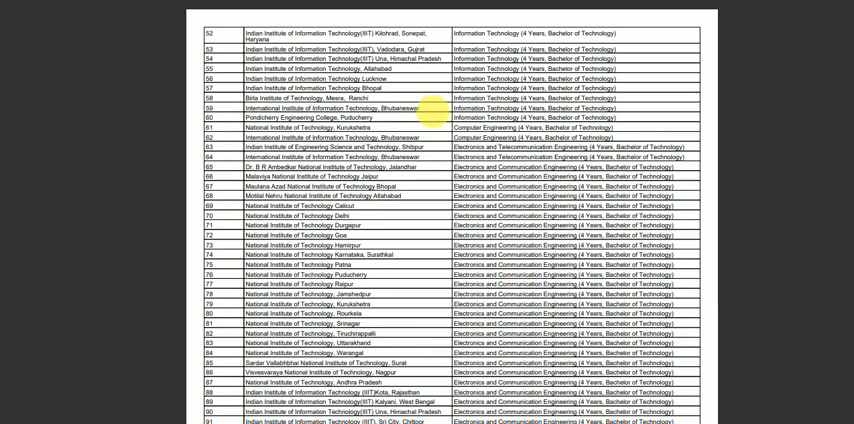 52 Indian Institute of Information Technology(IIIT) Kilohrad, Sonepat, Information Technology (4 Years, Bachelor of Technology)
Haryana
53 Indian Institute of Information Technology(IIIT), Vadodara, Gujrat Information Technology (4 Years, Bachelor of Technology)
54 Indian Institute of Information Technology(IIIT) Una, Himachal Pradesh Information Technology (4 Years, Bachelor of Technology)
55 Indian Institute of Information Technology, Allahabad Information Technology (4 Years, Bachelor of Technology)
56 Indian Institute of Information Technology Lucknow Information Technology (4 Years, Bachelor of Technology)
57 Indian Institute of Information Technology Bhopal Information Technology (4 Years, Bachelor of Technology)
58 Birla Institute of Technology, Mesra, Ranchi Information Technology (4 Years, Bachelor of Technology)
59 International Institute of Information Technology, Bhubaneswar Information Technology (4 Years, Bachelor of Technology)
60 Pondicherry Engineering College, Puducherry Information Technology (4 Years, Bachelor of Technology)
61 National Institute of Technology, Kurukshetra Computer Engineering (4 Years, Bachelor of Technology)
62 International Institute of Information Technology, Bhubaneswar Computer Engineering (4 Years, Bachelor of Technology)
63 Indian Institute of Engineering Science and Technology, Shibpur Electronics and Telecommunication Engineering (4 Years, Bachelor of Technology)
64 International Institute of Information Technology, Bhubaneswar Electronics and Telecommunication Engineering (4 Years, Bachelor of Technology)
65 Dr. B R Ambedkar National Institute of Technology, Jalandhar Electronics and Communication Engineering (4 Years, Bachelor of Technology)
66 Malaviya National Institute of Technology Jaipur Electronics and Communication Engineering (4 Years, Bachelor of Technology)
67 Maulana Azad National Institute of Technology Bhopal Electronics and Communication Engineering (4 Years, Bachelor of Technology)
68 Motilal Nehru National Institute of Technology Allahabad Electronics and Communication Engineering (4 Years, Bachelor of Technology)
69 National Institute of Technology Calicut Electronics and Communication Engineering (4 Years, Bachelor of Technology)
70 National Institute of Technology Delhi Electronics and Communication Engineering (4 Years, Bachelor of Technology)
71 National Institute of Technology Durgapur Electronics and Communication Engineering (4 Years, Bachelor of Technology)
72 National Institute of Technology Goa Electronics and Communication Engineering (4 Years, Bachelor of Technology)
73 National Institute of Technology Hamirpur Electronics and Communication Engineering (4 Years, Bachelor of Technology)
74 National Institute of Technology Karnataka, Surathkal Electronics and Communication Engineering (4 Years, Bachelor of Technology)
75 National Institute of Technology Patna Electronics and Communication Engineering (4 Years, Bachelor of Technology)
76 National Institute of Technology Puducherry Electronics and Communication Engineering (4 Years, Bachelor of Technology)
77 National Institute of Technology Raipur Electronics and Communication Engineering (4 Years, Bachelor of Technology)
78 National Institute of Technology, Jamshedpur Electronics and Communication Engineering (4 Years, Bachelor of Technology)
79 National Institute of Technology, Kurukshetra Electronics and Communication Engineering (4 Years, Bachelor of Technology)
80 National Institute of Technology, Rourkela Electronics and Communication Engineering (4 Years, Bachelor of Technology)
81 National Institute of Technology, Srinagar Electronics and Communication Engineering (4 Years, Bachelor of Technology)
82 National Institute of Technology, Tiruchirappalli Electronics and Communication Engineering (4 Years, Bachelor of Technology)
83 National Institute of Technology, Uttarakhand Electronics and Communication Engineering (4 Years, Bachelor of Technology)
84 National Institute of Technology, Warangal Electronics and Communication Engineering (4 Years, Bachelor of Technology)
85 Sardar Vallabhbhai National Institute of Technology, Surat Electronics and Communication Engineering (4 Years, Bachelor of Technology)
86 Visvesvaraya National Institute of Technology, Nagpur Electronics and Communication Engineering (4 Years, Bachelor of Technology)
87 National Institute of Technology, Andhra Pradesh Electronics and Communication Engineering (4 Years, Bachelor of Technology)
88 Indian Institute of Information Technology (IIIT)Kota, Rajasthan Electronics and Communication Engineering (4 Years, Bachelor of Technology)
89 Indian Institute of Information Technology(IIIT) Kalyani, West Bengal Electronics and Communication Engineering (4 Years, Bachelor of Technology)
90 Indian Institute of Information Technology(IIIT) Una, Himachal Pradesh Electronics and Communication Engineering (4 Years, Bachelor of Technology)
91 Indian Institute of Information Technology (IIIT), Sri City, Chittoor Electronics and Communication Engineering (4 Years, Bachelor of Technology)